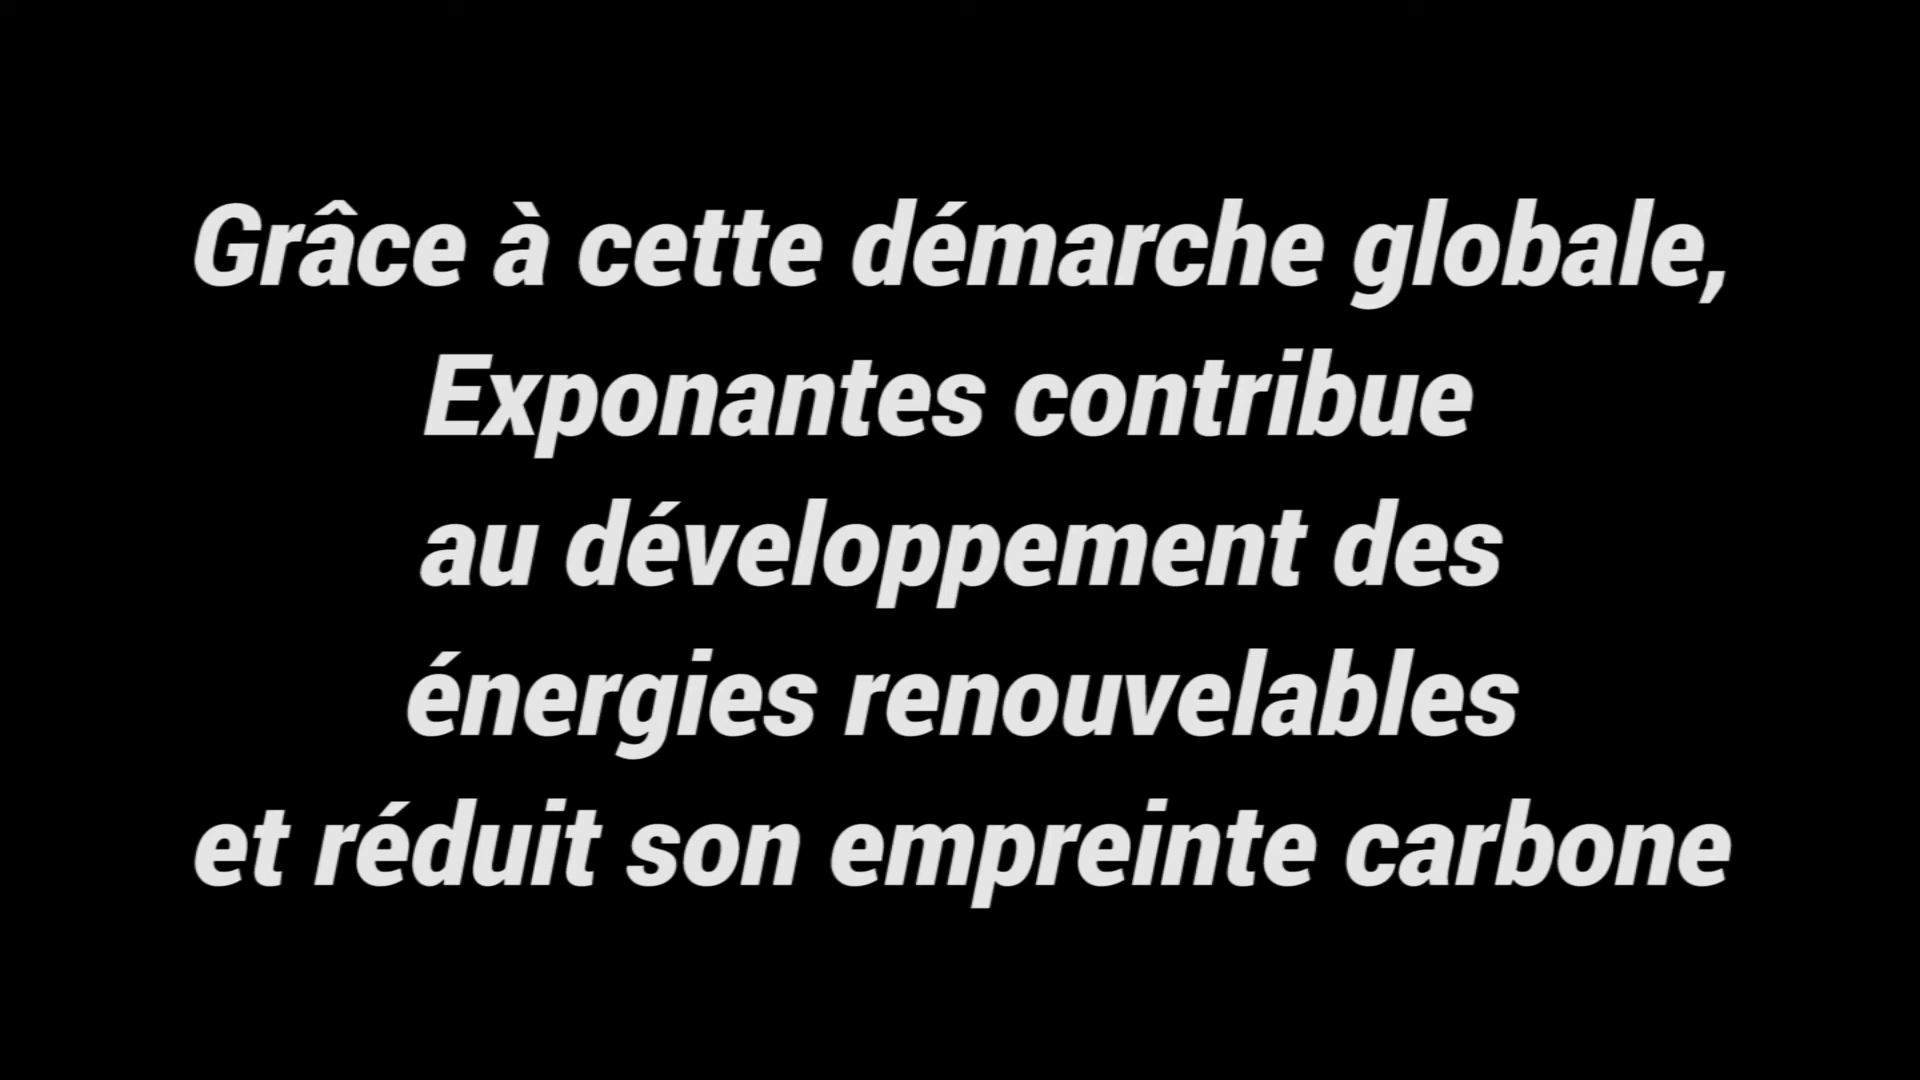 Grâce à cette démarche globale,
Exponantes contribue
au développement des
énergies renouvelables
et réduit son empreinte carbone